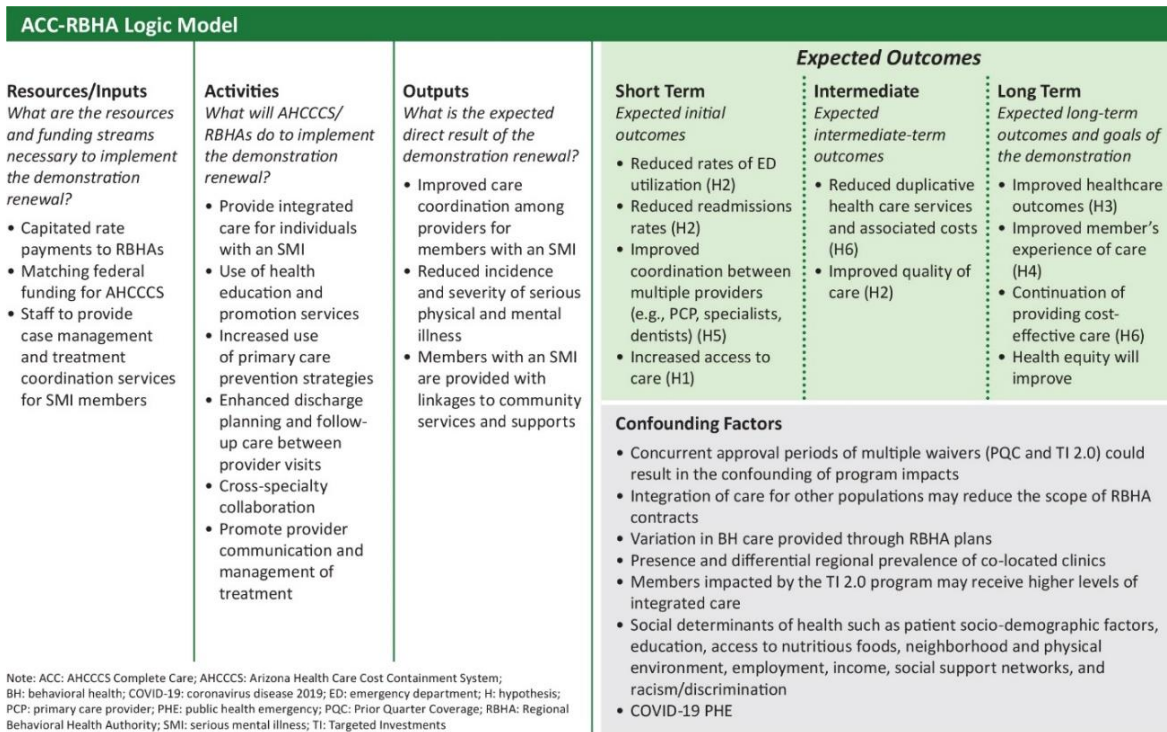 ACC-RBHA Logic Model
Resources/Inputs
What are the resources
and funding streams
necessary to implement
the demonstration
renewal?
• Capitated rate
payments to RBHAs
• Matching federal
funding for AHCCCS
• Staff to provide
case management
and treatment
coordination services
for SMI members
Activities
What will AHCCCS/
RBHAs do to implement
the demonstration
renewal?
• Provide integrated
care for individuals
with an SMI
• Use of health
education and
promotion services
• Increased use
of primary care
prevention strategies
• Enhanced discharge
planning and follow-
up care between
provider visits
• Cross-specialty
collaboration
• Promote provider
communication and
management of
treatment
Outputs
What is the expected
direct result of the
demonstration renewal?
• Improved care
coordination among
providers for
members with an SMI
• Reduced incidence
and severity of serious
physical and mental
illness
• Members with an SMI
are provided with
linkages to community
services and supports
Expected Outcomes
Short Term
Expected initial
outcomes
• Reduced rates of ED
utilization (H2)
• Reduced readmissions
rates (H2)
• Improved
coordination between
multiple providers
(e.g., PCP, specialists,
dentists) (H5)
• Increased access to
care (H1)
Intermediate
Expected
intermediate-term
outcomes
• Reduced duplicative
health care services
and associated costs
(H6)
• Improved quality of
care (H2)
Long Term
Expected long-term
outcomes and goals of
the demonstration
• Improved healthcare
outcomes (H3)
• Improved member's
experience of care
(H4)
• Continuation of
providing cost-
effective care (H6)
• Health equity will
improve
Confounding Factors
• Concurrent approval periods of multiple waivers (PQC and TI 2.0) could
result in the confounding of program impacts
• Integration of care for other populations may reduce the scope of RBHA
contracts
• Variation in BH care provided through RBHA plans
• Presence and differential regional prevalence of co-located clinics
• Members impacted by the TI 2.0 program may receive higher levels of
integrated care
• Social determinants of health such as patient socio-demographic factors,
education, access to nutritious foods, neighborhood and physical
environment, employment, income, social support networks, and
racism/discrimination
• COVID-19 PHE
Note: ACC: AHCCCS Complete Care; AHCCCS: Arizona Health Care Cost Containment System;
BH: behavioral health; COVID-19: coronavirus disease 2019; ED: emergency department; H: hypothesis;
PCP: primary care provider; PHE: public health emergency; PQC: Prior Quarter Coverage; RBHA: Regional
Behavioral Health Authority; SMI: serious mental illness; TI: Targeted Investments